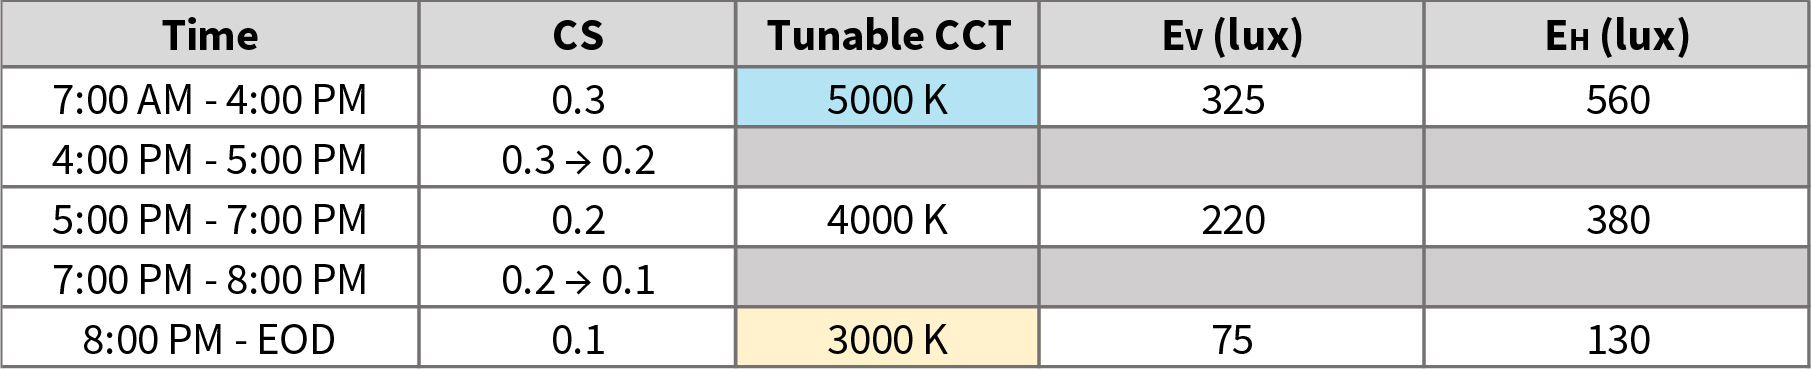 Time CS Tunable CCT EV (lux) EH (lux)
7:00 AM - 4:00 PM 0.3 5000 K 325 560
4:00 PM - 5:00 PM 0.3 → 0.2
5:00 PM - 7:00 PM 0.2 4000 K 220 380
7:00 PM - 8:00 PM 0.2 → 0.1
8:00 PM - EOD 0.1 3000 K 75 130